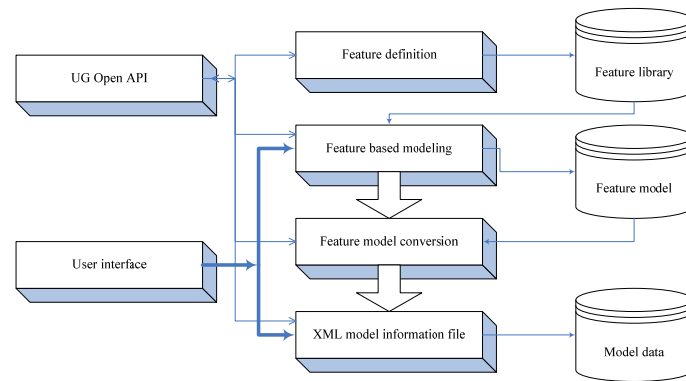 Feature definition
Feature library
UG Open API
Feature based modeling
Feature model
User interface
Feature model conversion
XML model information file
Model data